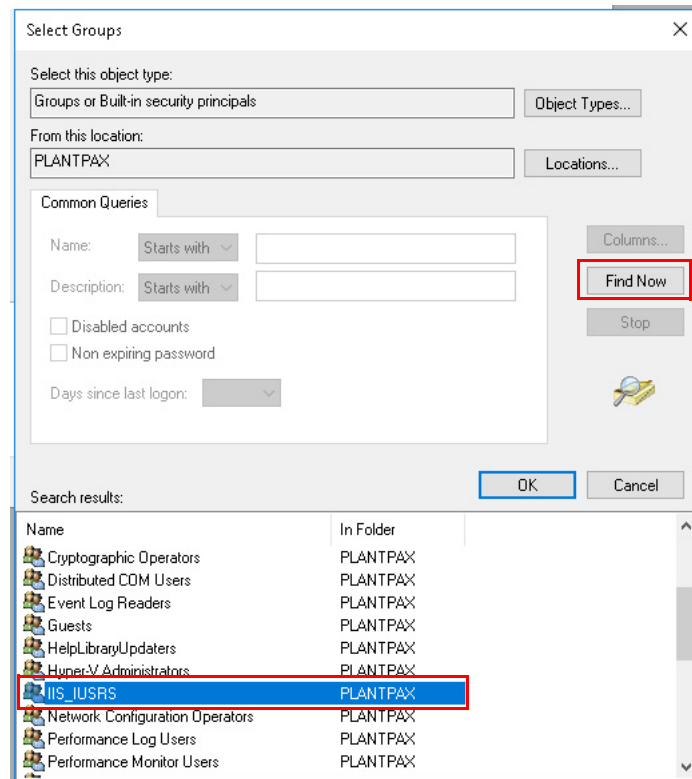 Select Groups
Select this object type:
Groups or Built-in security principals
Object Types...
From this location:
PLANTPAX
Locations...
Common Queries
Name:
Starts with
Columns...
Description:
Starts with
Find Now
Disabled accounts
Stop
Non expiring password
Days since last logon:
OK
Cancel
Search results:
Name In Folder
Cryptographic Operators PLANTPAX
Distributed COM Users PLANTPAX
Event Log Readers PLANTPAX
Guests PLANTPAX
HelpLibraryUpdaters PLANTPAX
Hyper-V Administrators PLANTPAX
IIS_IUSRS PLANTPAX
Network Configuration Operators PLANTPAX
Performance Log Users PLANTPAX
Performance Monitor Users PLANTPAX